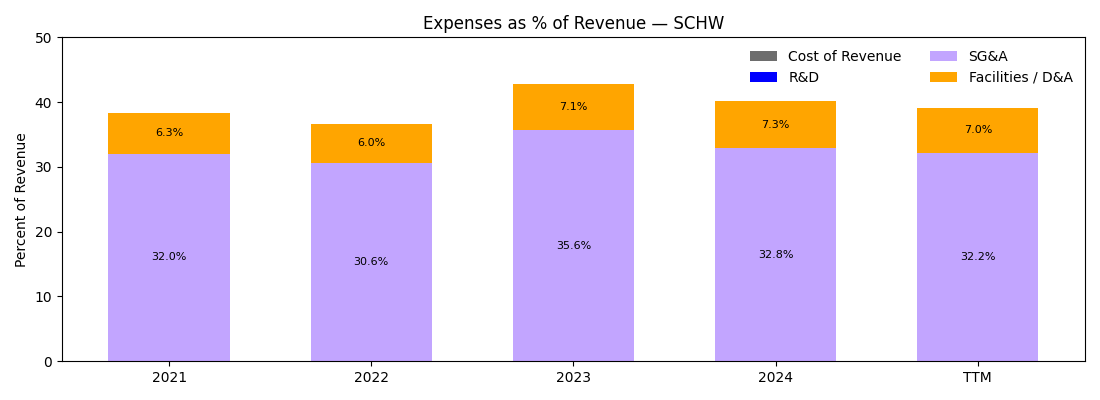 Expenses as % of Revenue — SCHW
50
40
30
20
10
0
Percent of Revenue
Cost of Revenue
R&D
SG&A
Facilities / D&A
6.3%
32.0%
6.0%
30.6%
7.1%
35.6%
7.3%
32.8%
7.0%
32.2%
2021
2022
2023
2024
TTM